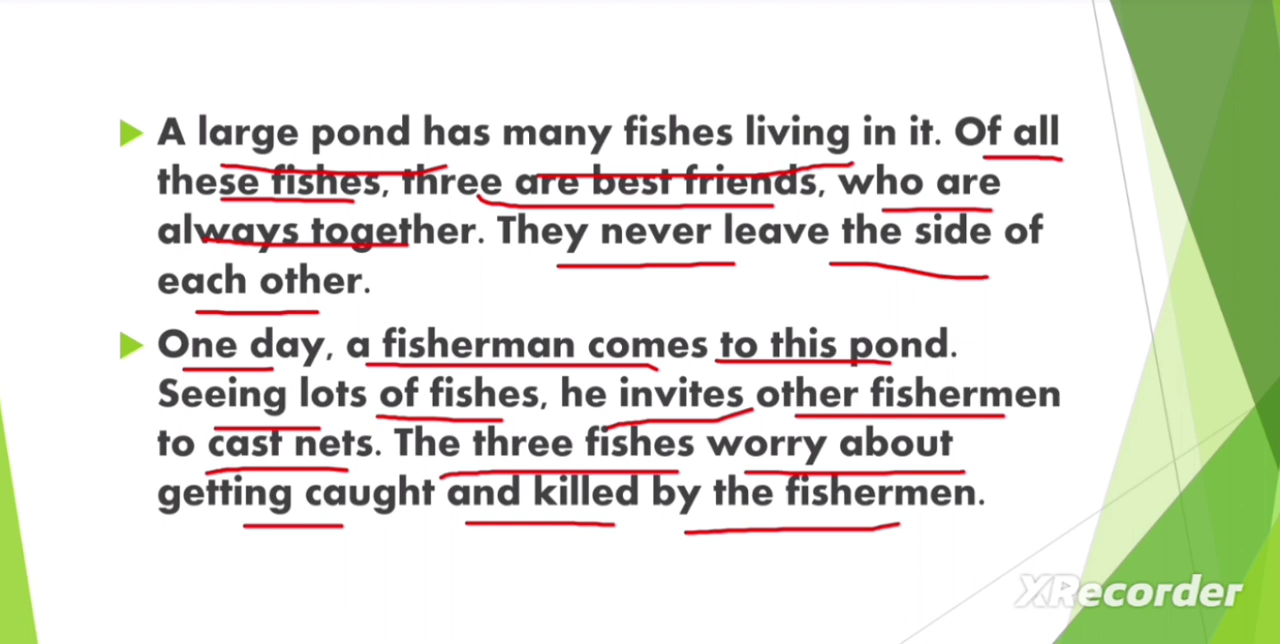 A large pond has many fishes living in it. Of all
these fishes, three are best friends, who are
always together. They never leave the side of
each other.
One day, a fisherman comes to this pond.
Seeing lots of fishes, he invites other fishermen
to cast nets. The three fishes worry about
getting caught and killed by the fishermen.
XRecorder